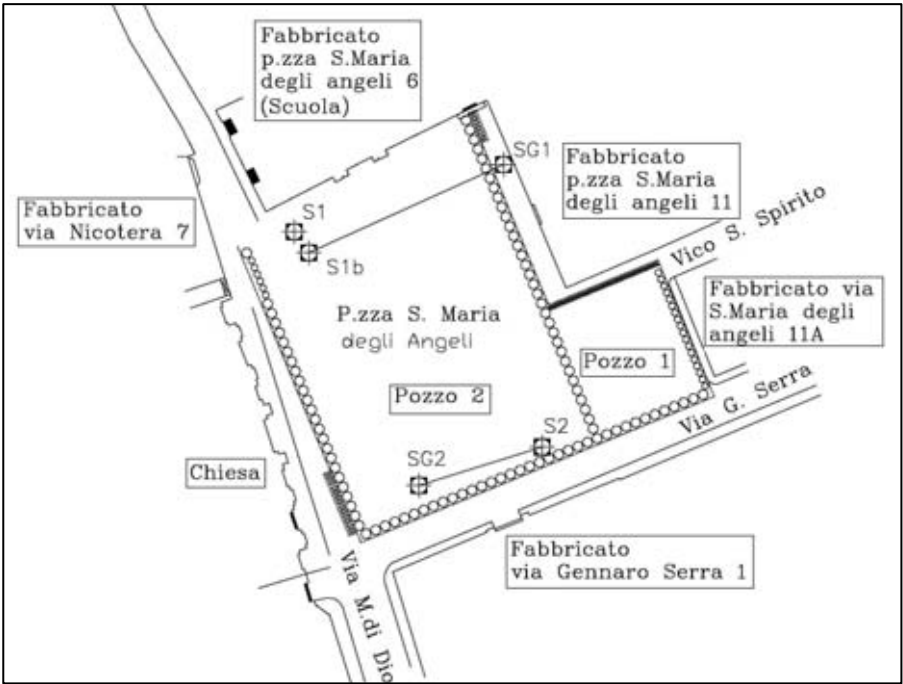 Fabbricato
p.zza S.Maria
degli angeli 6
(Scuola)
SG1
Fabbricato
p.zza S.Maria
degli angeli 11
Fabbricato
via Nicotera 7
S1
S1b
Vico S. Spirito
Fabbricato via
S.Maria degli
angeli 11A
P.zza S. Maria
degli Angeli
Pozzo 1
Pozzo 2
Via G. Serra
S2
SG2
Chiesa
Fabbricato
via Gennaro Serra 1
Via M.di Dio